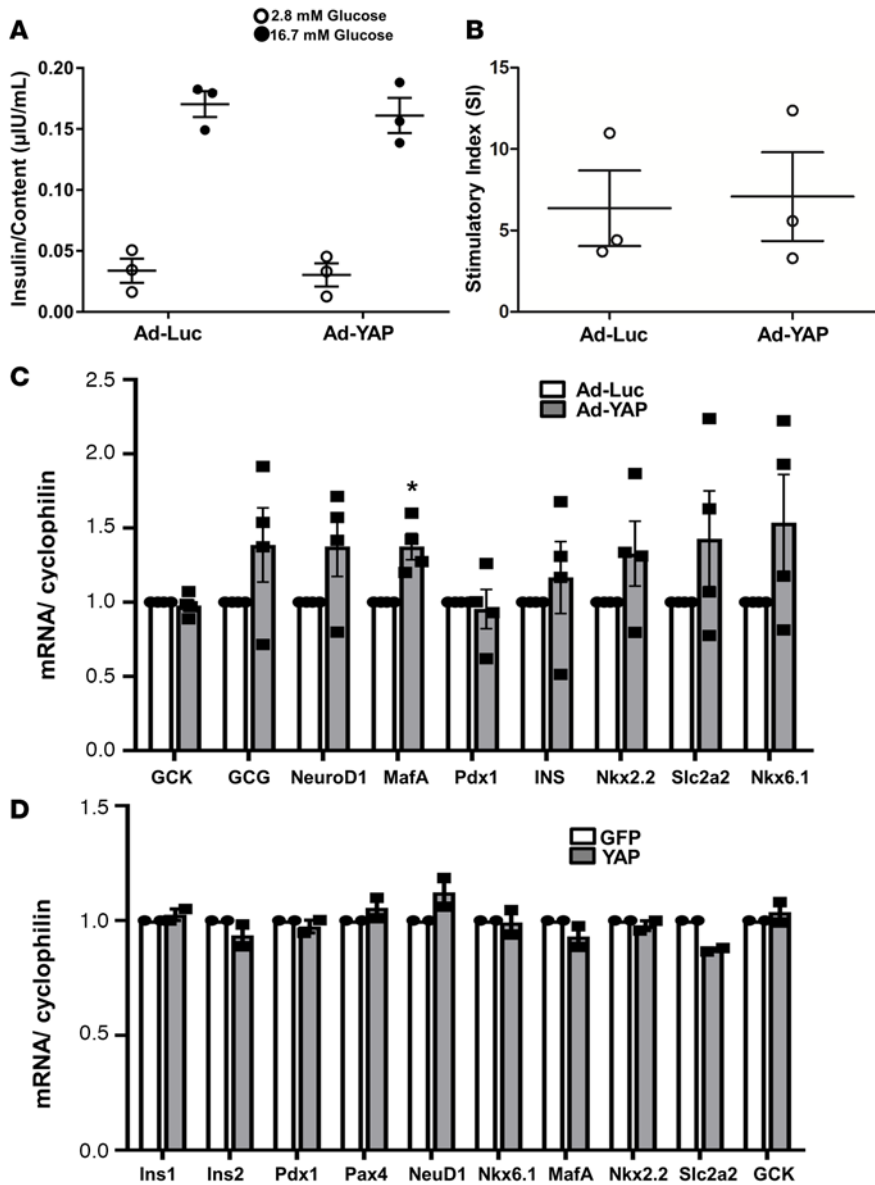 A
2.8 mM Glucose
16.7 mM Glucose
Insulin/Content (µIU/mL)
0.20
0.15
0.10
0.05
0.00
Ad-Luc Ad-YAP
B
Stimulatory Index (SI)
15
10
5
0
Ad-Luc Ad-YAP
C
mRNA/ cyclophilin
2.5
2.0
1.5
1.0
0.5
0.0
Ad-Luc
Ad-YAP
*
GCK GCG NeuroD1 MafA Pdx1 INS Nkx2.2 Slc2a2 Nkx6.1
D
mRNA/ cyclophilin
1.5
1.0
0.5
0.0
GFP
YAP
Ins1 Ins2 Pdx1 Pax4 NeuD1 Nkx6.1 MafA Nkx2.2 Slc2a2 GCK